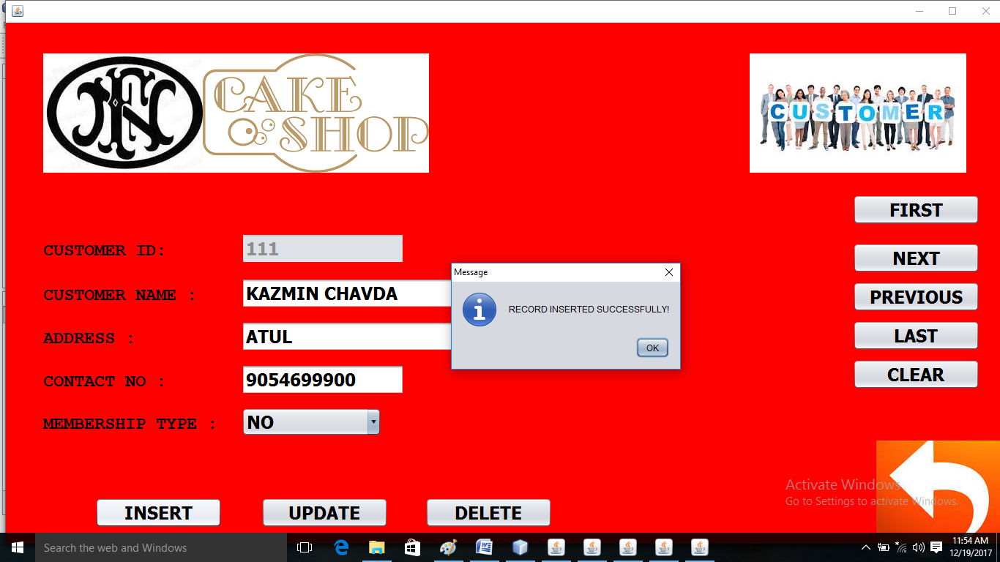 CAKE
SHOP
CUSTOMER
FIRST
CUSTOMER ID:
111
NEXT
Message
CUSTOMER NAME :
KAZMIN CHAVDA
PREVIOUS
RECORD INSERTED SUCCESSFULLY!
ADDRESS :
ATUL
LAST
OK
CONTACT NO :
9054699900
CLEAR
MEMBERSHIP TYPE :
NO
Activate Windows
Go to Settings to activate Windows.
INSERT
UPDATE
DELETE
Search the web and Windows
11:54 AM
12/19/2017